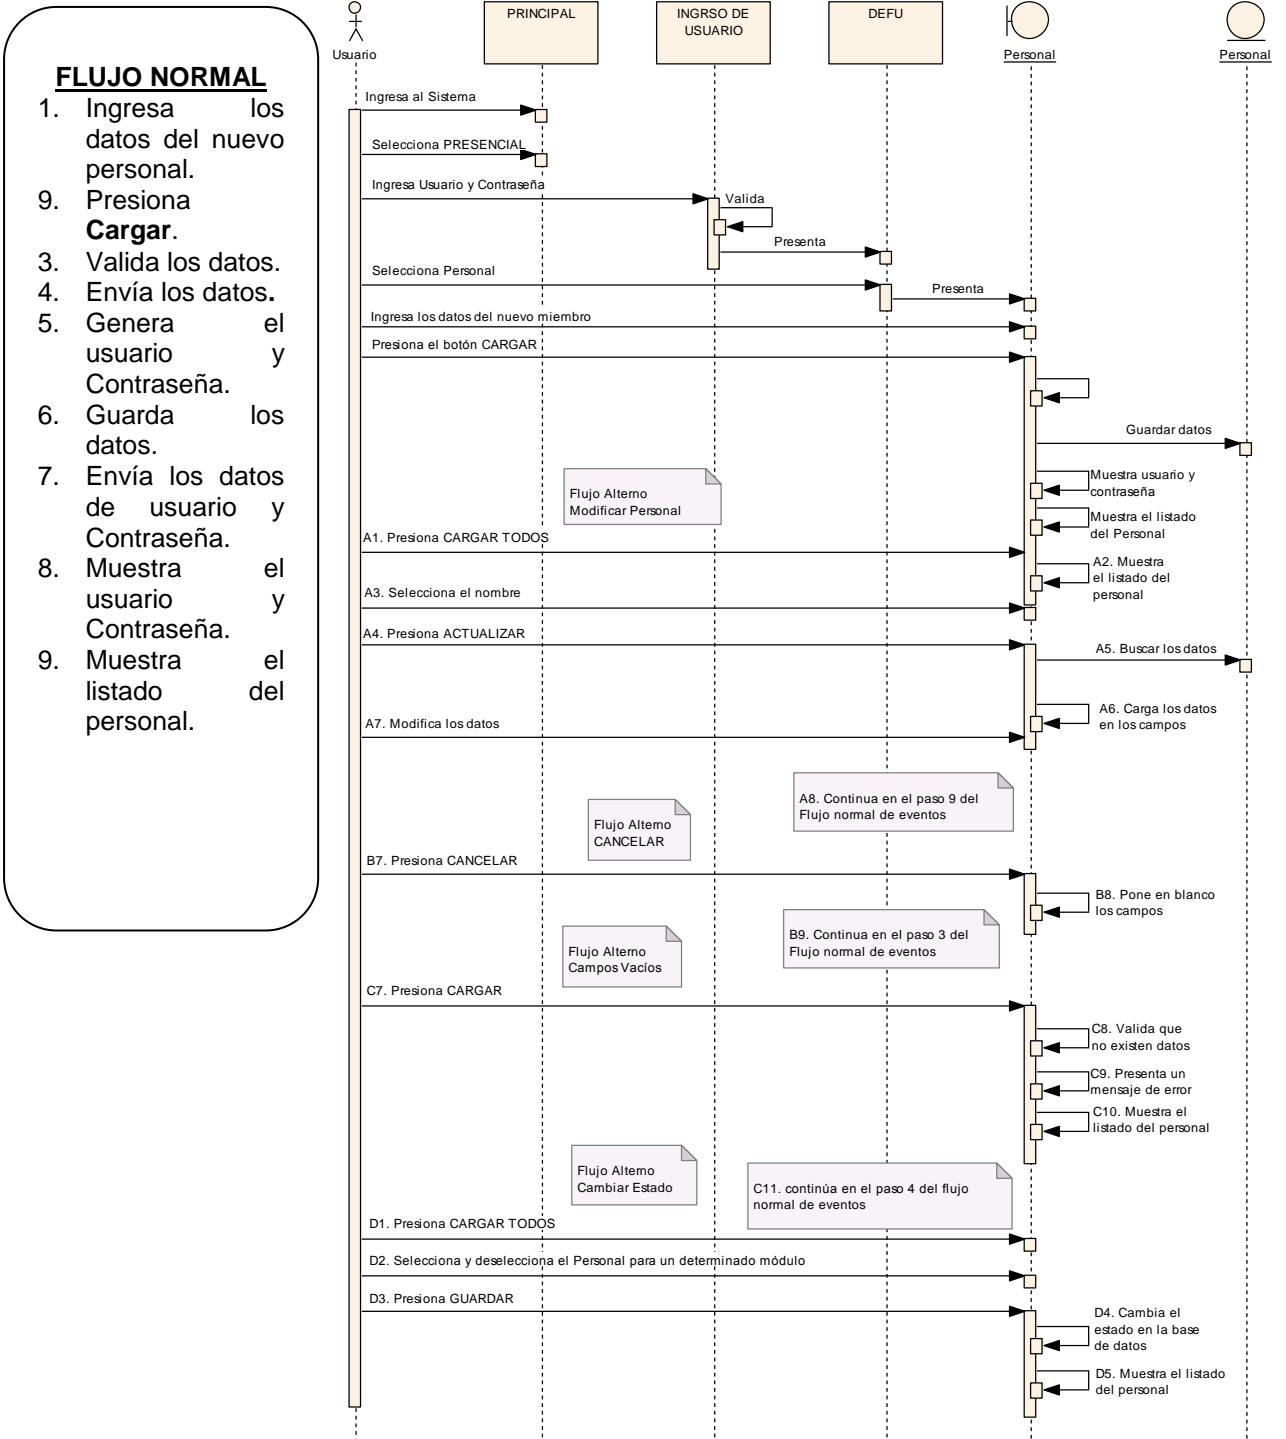 FLUJO NORMAL
1. Ingresa los
datos del nuevo
personal.
9. Presiona
Cargar.
3. Valida los datos.
4. Envía los datos.
5. Genera el
usuario y
Contraseña.
6. Guarda los
datos.
7. Envía los datos
de usuario y
Contraseña.
8. Muestra el
usuario y
Contraseña.
9. Muestra el
listado del
personal.
Usuario
PRINCIPAL
INGRSO DE
USUARIO
DEFU
Personal
Personal
Ingresa al Sistema
Selecciona PRESENCIAL
Ingresa Usuario y Contraseña
Valida
Presenta
Selecciona Personal
Presenta
Ingresa los datos del nuevo miembro
Presiona el botón CARGAR
Guardar datos
Muestra usuario y
contraseña
Flujo Alterno
Modificar Personal
Muestra el listado
del Personal
A1. Presiona CARGAR TODOS
A2. Muestra
el listado del
personal
A3. Selecciona el nombre
A4. Presiona ACTUALIZAR
A5. Buscar los datos
A6. Carga los datos
en los campos
A7. Modifica los datos
A8. Continua en el paso 9 del
Flujo normal de eventos
Flujo Alterno
CANCELAR
B7. Presiona CANCELAR
B8. Pone en blanco
los campos
B9. Continua en el paso 3 del
Flujo normal de eventos
Flujo Alterno
Campos Vacíos
C7. Presiona CARGAR
C8. Valida que
no existen datos
C9. Presenta un
mensaje de error
C10. Muestra el
listado del personal
Flujo Alterno
Cambiar Estado
C11. continúa en el paso 4 del flujo
normal de eventos
D1. Presiona CARGAR TODOS
D2. Selecciona y deselecciona el Personal para un determinado módulo
D3. Presiona GUARDAR
D4. Cambia el
estado en la base
de datos
D5. Muestra el listado
del personal